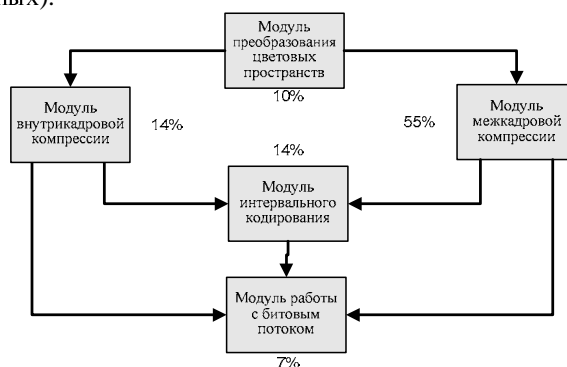 ных).
Модуль
преобразования
цветовых
пространств
10%
Модуль
внутрикадровой
компрессии
14%
55%
Модуль
межкадровой
компрессии
14%
Модуль
интервального
кодирования
Модуль работы
с битовым
потоком
7%